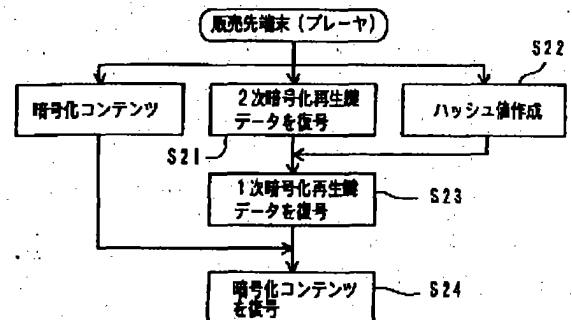 販売先端末（プレーヤ）
S22
暗号化コンテンツ
2次暗号化再生鍵
データを復号
ハッシュ値作成
S21
1次暗号化再生鍵
データを復号
S23
暗号化コンテンツ
を復号
S24